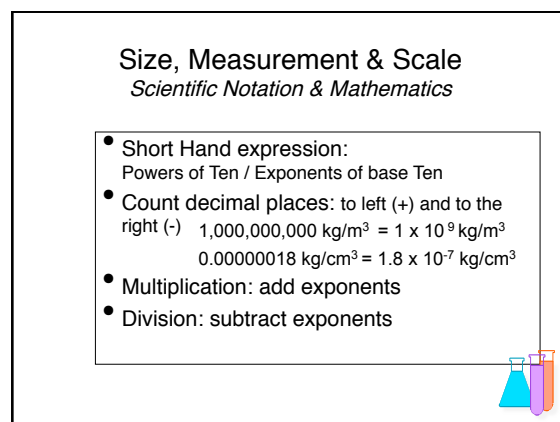 Size, Measurement & Scale
Scientific Notation & Mathematics
• Short Hand expression:
Powers of Ten / Exponents of base Ten
• Count decimal places: to left (+) and to the
right (-) 1,000,000,000 kg/m³ = 1 x 10⁹ kg/m³
0.00000018 kg/cm³ = 1.8 x 10⁻⁷ kg/cm³
• Multiplication: add exponents
• Division: subtract exponents